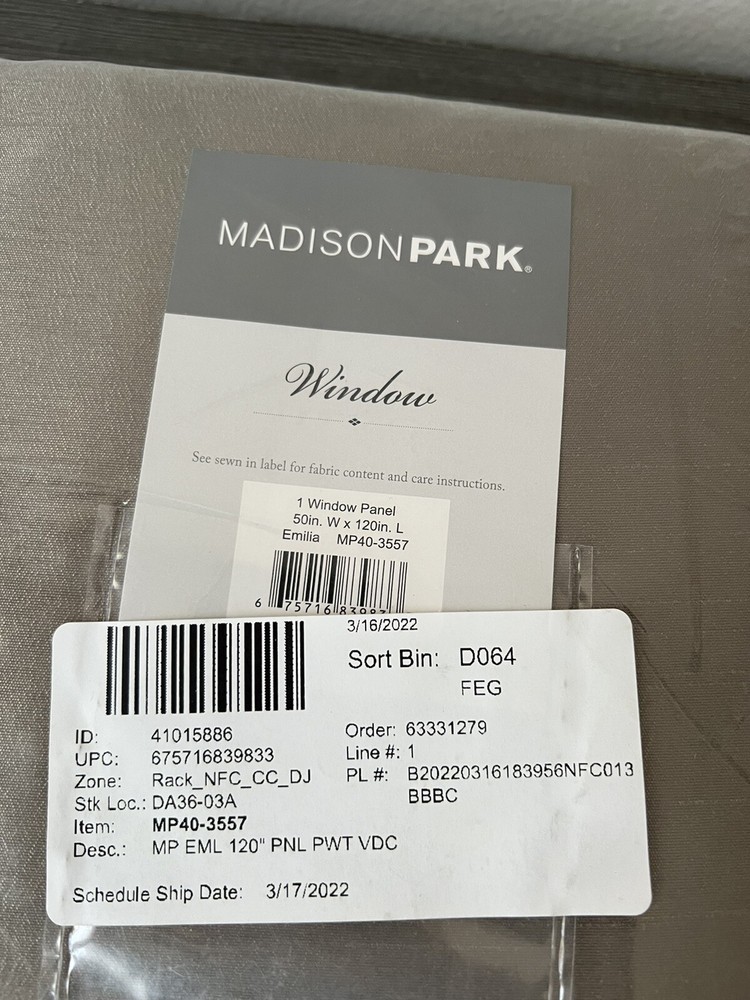 MADISONPARK®
Window
See sewn in label for fabric content and care instructions.
1 Window Panel
50in. W x 120in. L
Emilia MP40-3557
6 75716 83983
3/16/2022
Sort Bin: D064
FEG
ID: 41015886
Order: 63331279
UPC: 675716839833
Line #: 1
Zone: Rack_NFC_CC_DJ
PL #: B20220316183956NFC013
BBBC
Stk Loc.: DA36-03A
Item: MP40-3557
Desc.: MP EML 120" PNL PWT VDC
Schedule Ship Date: 3/17/2022